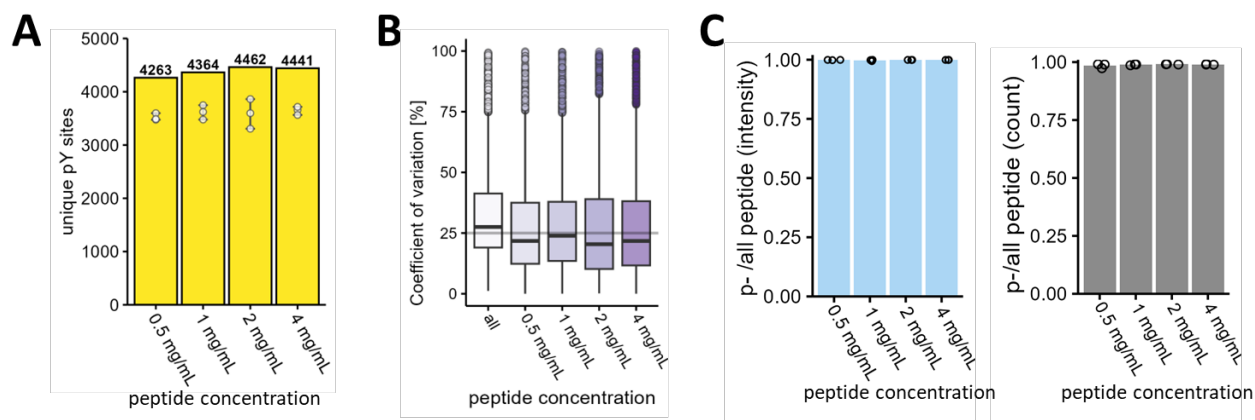 A
unique pY sites
5000
4000
3000
2000
1000
0
4263
4364
4462
4441
0.5 mg/mL
1 mg/mL
2 mg/mL
4 mg/mL
peptide concentration
B
Coefficient of variation [%]
100
75
50
25
0
all
0.5 mg/mL
1 mg/mL
2 mg/mL
4 mg/mL
peptide concentration
C
p- /all peptide (intensity)
1.00
0.75
0.50
0.25
0.00
0.5 mg/mL
1 mg/mL
2 mg/mL
4 mg/mL
peptide concentration
p-/all peptide (count)
1.00
0.75
0.50
0.25
0.00
0.5 mg/mL
1 mg/mL
2 mg/mL
4 mg/mL
peptide concentration